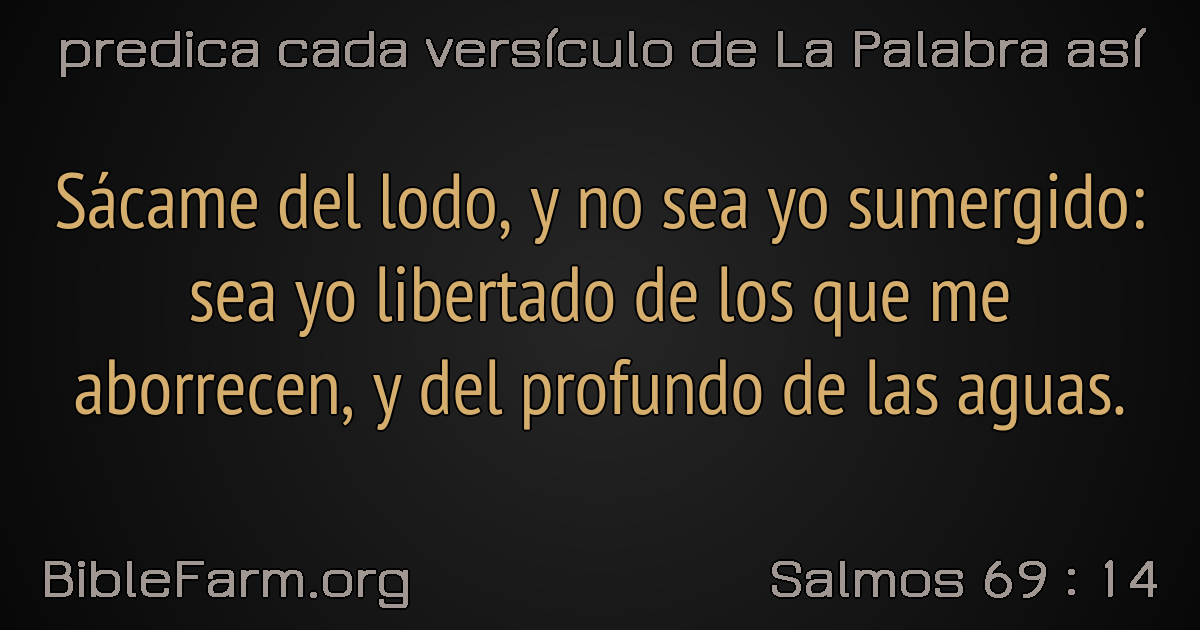 predica cada versículo de La Palabra así
Sácame del lodo, y no sea yo sumergido:
sea yo libertado de los que me
aborrecen, y del profundo de las aguas.
BibleFarm.org
Salmos 69 : 14